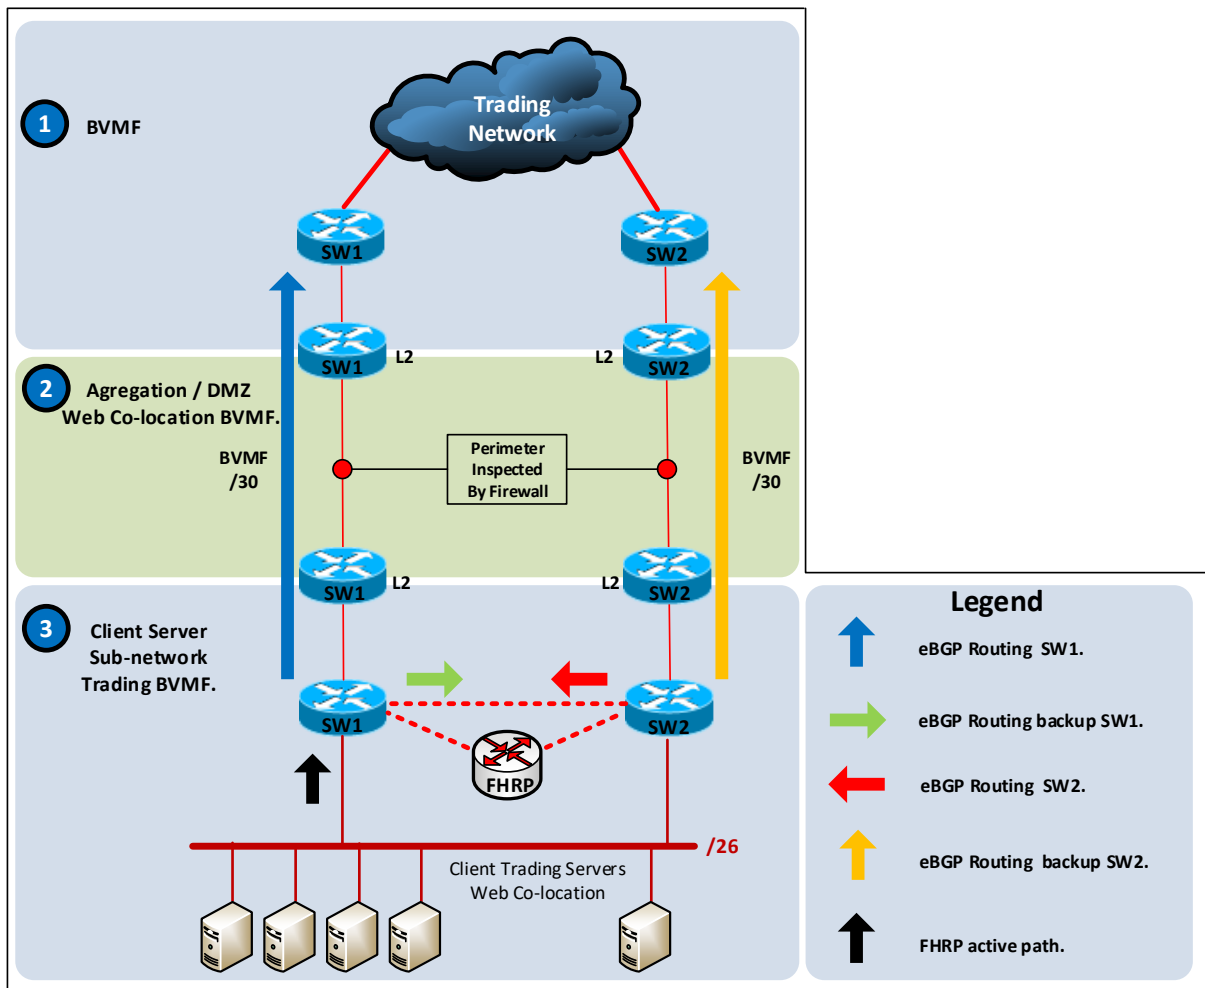 Trading
Network
1
BVMF
SW1
SW2
SW1
L2
L2
SW2
2
Agregation / DMZ
Web Co-location BVMF.
BVMF
/30
Perimeter
Inspected
By Firewall
BVMF
/30
SW1
L2
L2
SW2
3
Client Server
Sub-network
Trading BVMF.
SW1
SW2
FHRP
/26
Client Trading Servers
Web Co-location
Legend
eBGP Routing SW1.
eBGP Routing backup SW1.
eBGP Routing SW2.
eBGP Routing backup SW2.
FHRP active path.